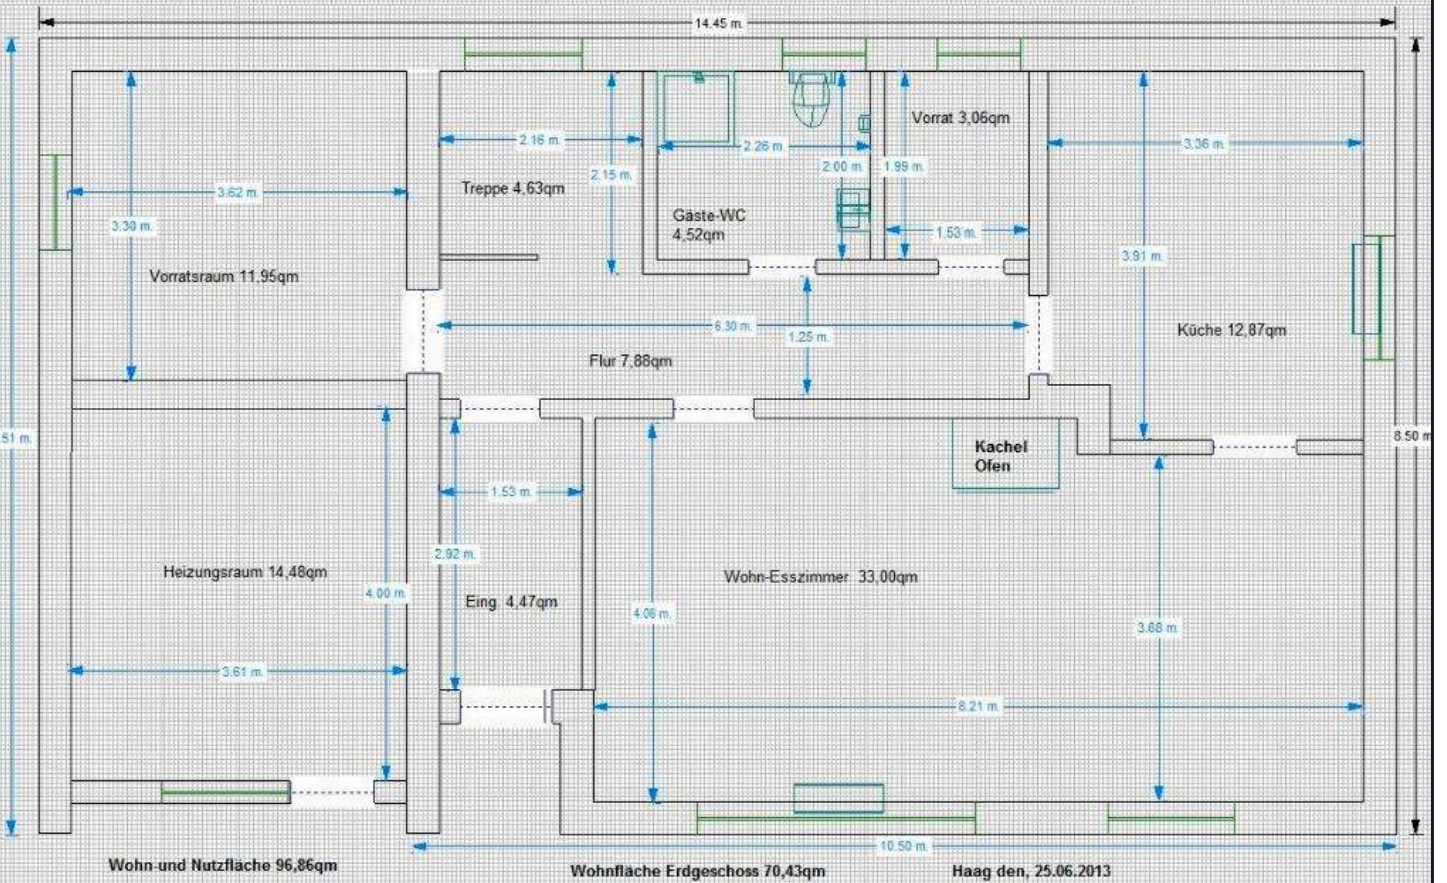 14.45 m.
Vorrat 3,06qm
2.16 m.
2.26 m.
3.36 m.
2.15 m.
2.00 m.
1.99 m.
3.62 m.
Treppe 4,63qm
Gäste-WC
4,52qm
3.30 m.
1.53 m.
3.91 m.
Vorratsraum 11,95qm
6.30 m.
1.25 m.
Küche 12,87qm
Flur 7,88qm
51 m.
8.50 m
Kachel
Ofen
1.53 m.
2.92 m.
Heizungsraum 14,48qm
Wohn-Esszimmer 33,00qm
4.00 m.
Eing. 4,47qm
4.06 m.
3.68 m.
3.61 m.
8.21 m.
10.50 m.
Wohn-und Nutzfläche 96,86qm
Wohnfläche Erdgeschoss 70,43qm
Haag den, 25.06.2013